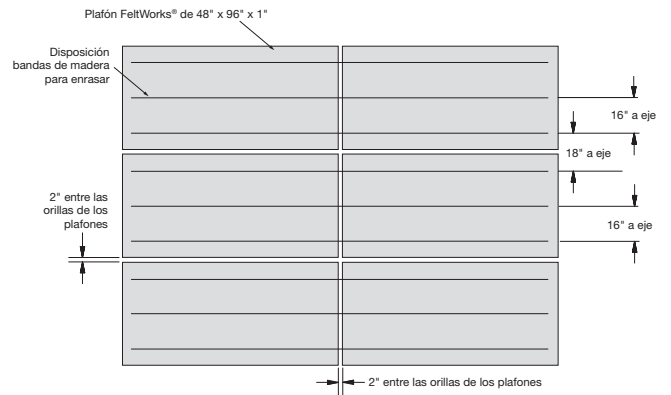 Plafón FeltWorks® de 48" x 96" x 1"
Disposición
bandas de madera
para enrasar
16" a eje
18" a eje
2" entre las
orillas de los
plafones
16" a eje
2" entre las orillas de los plafones